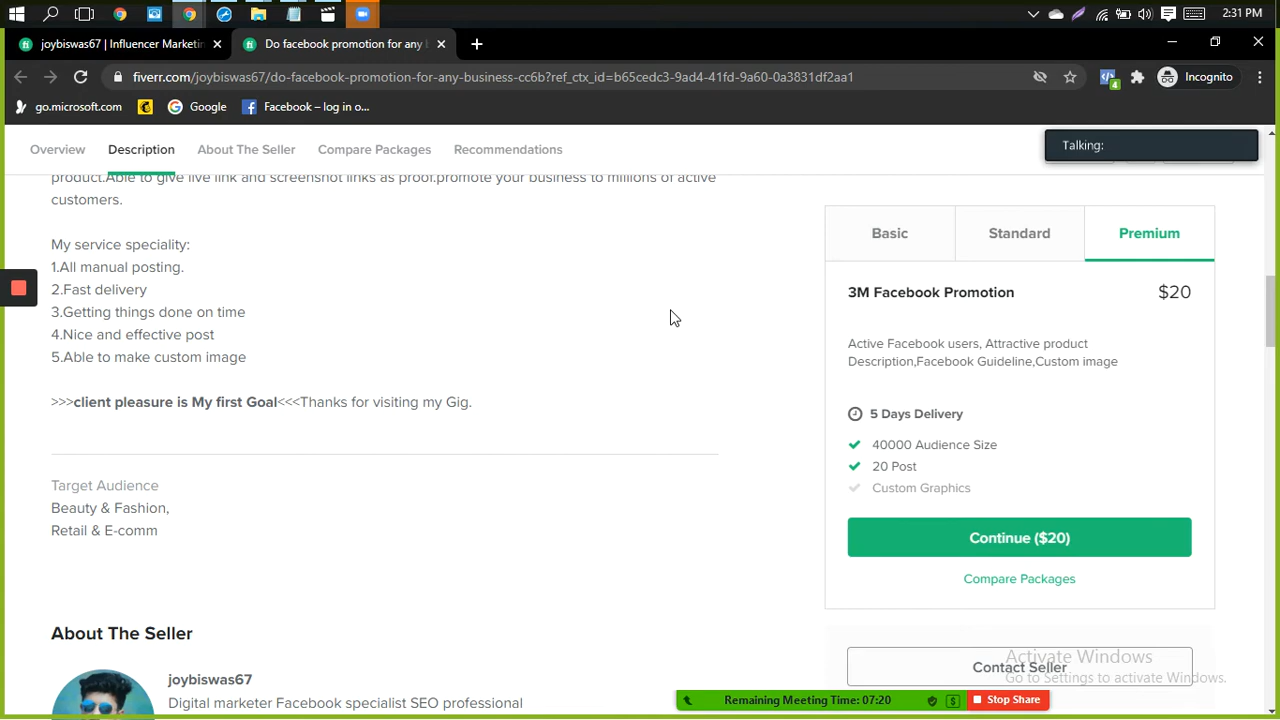 2:31 PM
joybiswas67 | Influencer Marketin
Do facebook promotion for any
fiverr.com/joybiswas67/do-facebook-promotion-for-any-business-cc6b?ref_ctx_id=b65cedc3-9ad4-41fd-9a60-0a3831df2aa1
4
Incognito
go.microsoft.com
Google
Facebook – log in o...
Overview
Description
About The Seller
Compare Packages
Recommendations
Talking:
product.Able to give live link and screenshot links as proof.promote your business to millions of active
customers.
My service speciality:
1.All manual posting.
2.Fast delivery
3.Getting things done on time
4.Nice and effective post
5.Able to make custom image
>>>client pleasure is My first Goal<<<Thanks for visiting my Gig.
Target Audience
Beauty & Fashion,
Retail & E-comm
About The Seller
joybiswas67
Digital marketer Facebook specialist SEO professional
Basic
Standard
Premium
3M Facebook Promotion
$20
Active Facebook users, Attractive product
Description,Facebook Guideline,Custom image
5 Days Delivery
40000 Audience Size
20 Post
Custom Graphics
Continue ($20)
Compare Packages
Contact Seller
Activate Windows
Go to Settings to activate Windows.
Remaining Meeting Time: 07:20
Stop Share